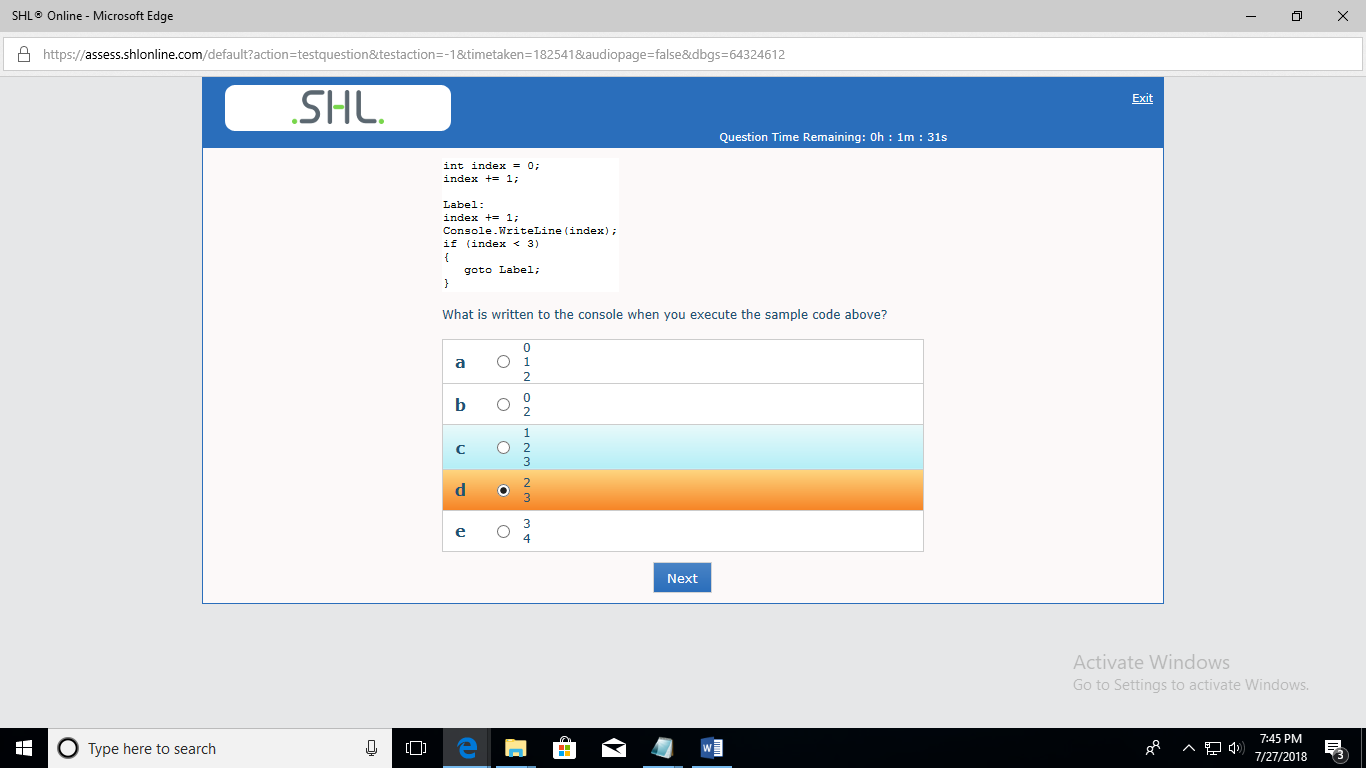 SHL® Online - Microsoft Edge
https://assess.shlonline.com/default?action=testquestion&testaction=-1&timetaken=182541&audiopage=false&dbgs=64324612
.SHL.
Exit
Question Time Remaining: 0h : 1m : 31s
int index = 0;
index += 1;
Label:
index += 1;
Console.WriteLine(index);
if (index < 3)
{
goto Label;
}
What is written to the console when you execute the sample code above?
a
0
1
2
b
0
2
c
1
2
3
d
2
3
e
3
4
Next
Activate Windows
Go to Settings to activate Windows.
Type here to search
7:45 PM
7/27/2018
3